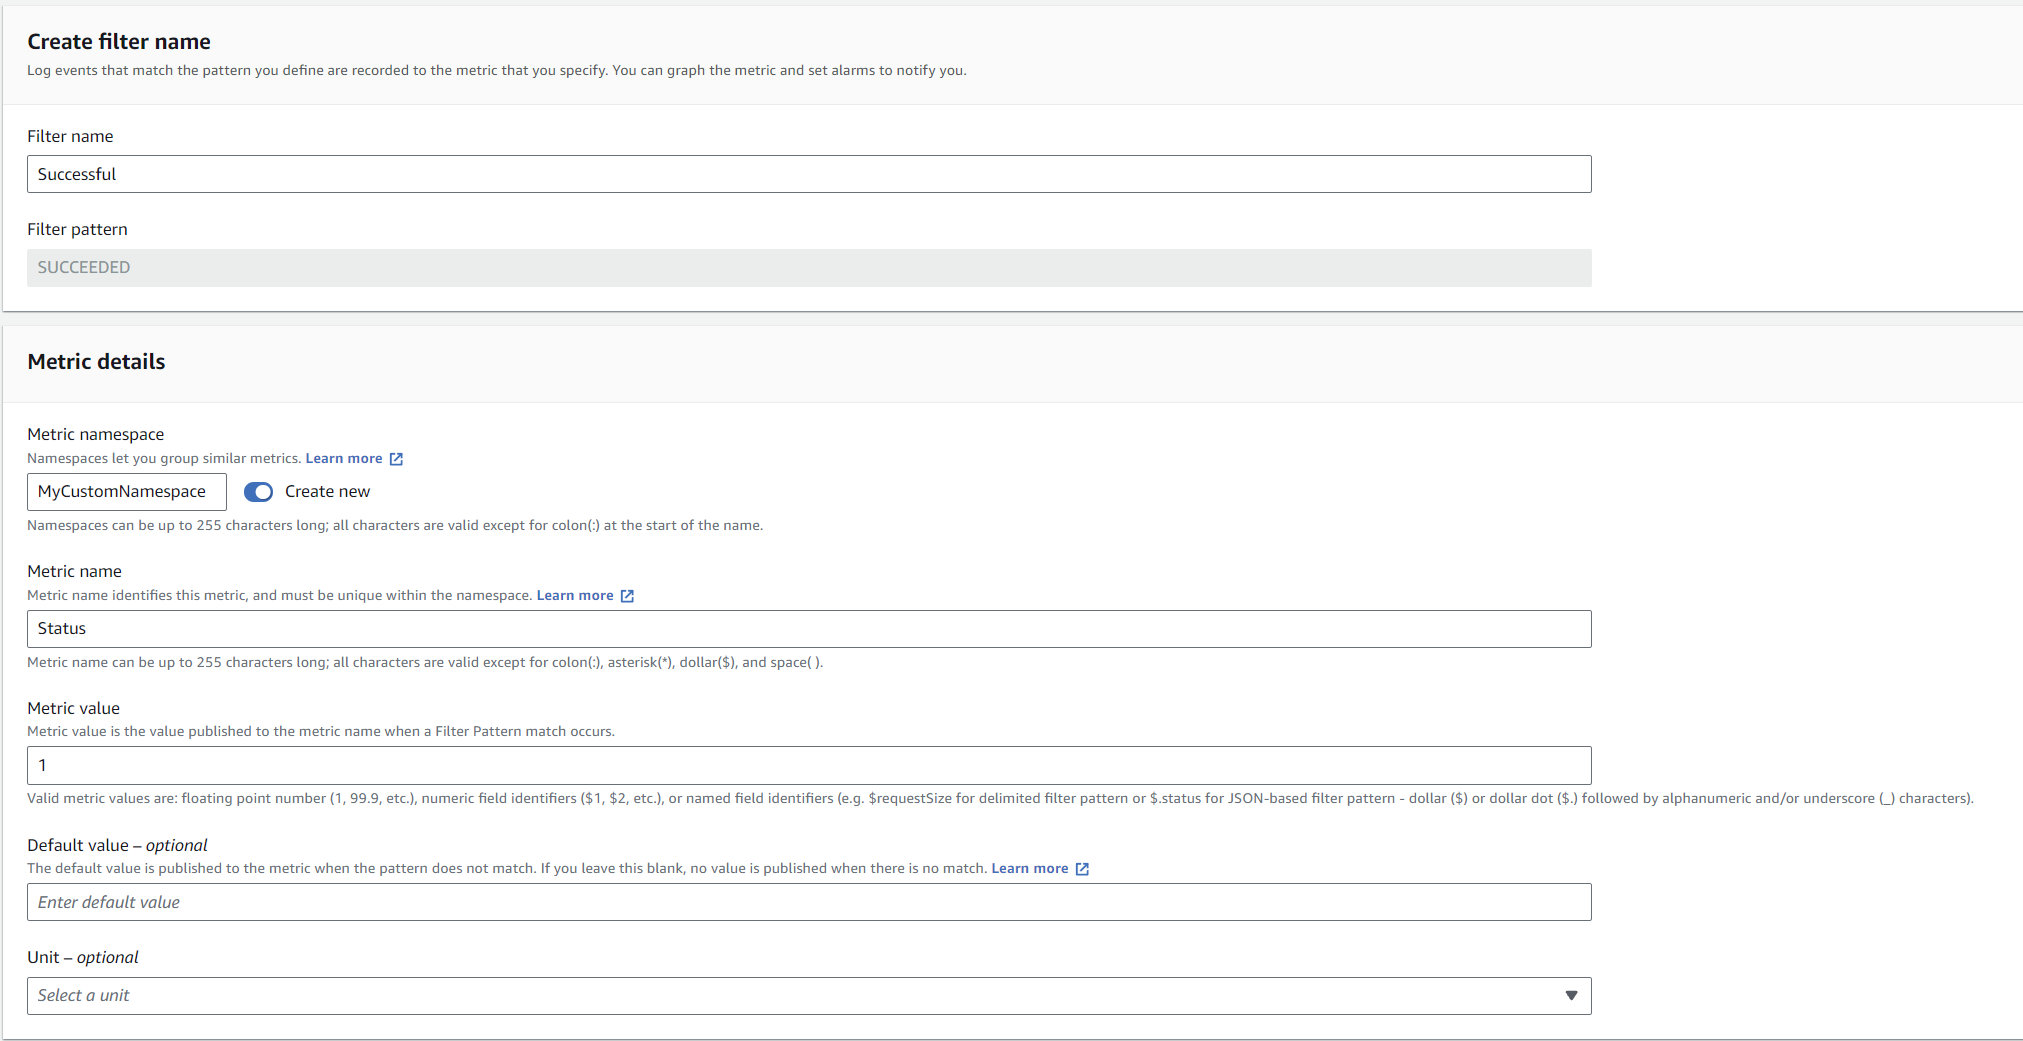 Create filter name
Log events that match the pattern you define are recorded to the metric that you specify. You can graph the metric and set alarms to notify you.
Filter name
Successful
Filter pattern
SUCCEEDED
Metric details
Metric namespace
Namespaces let you group similar metrics. Learn more
MyCustomNamespace Create new
Namespaces can be up to 255 characters long; all characters are valid except for colon(:) at the start of the name.
Metric name
Metric name identifies this metric, and must be unique within the namespace. Learn more
Status
Metric name can be up to 255 characters long; all characters are valid except for colon(:), asterisk(*), dollar($), and space( ).
Metric value
Metric value is the value published to the metric name when a Filter Pattern match occurs.
1
Valid metric values are: floating point number (1, 99.9, etc.), numeric field identifiers ($1, $2, etc.), or named field identifiers (e.g. $requestSize for delimited filter pattern or $.status for JSON-based filter pattern - dollar ($) or dollar dot ($.) followed by alphanumeric and/or underscore (_) characters).
Default value – optional
The default value is published to the metric when the pattern does not match. If you leave this blank, no value is published when there is no match. Learn more
Enter default value
Unit – optional
Select a unit